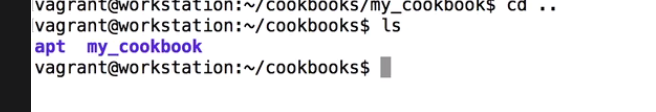 vagrant@workstation:~/cookbooks/my_cookbook$ cd ..
vagrant@workstation:~/cookbooks$ ls
apt  my_cookbook
vagrant@workstation:~/cookbooks$